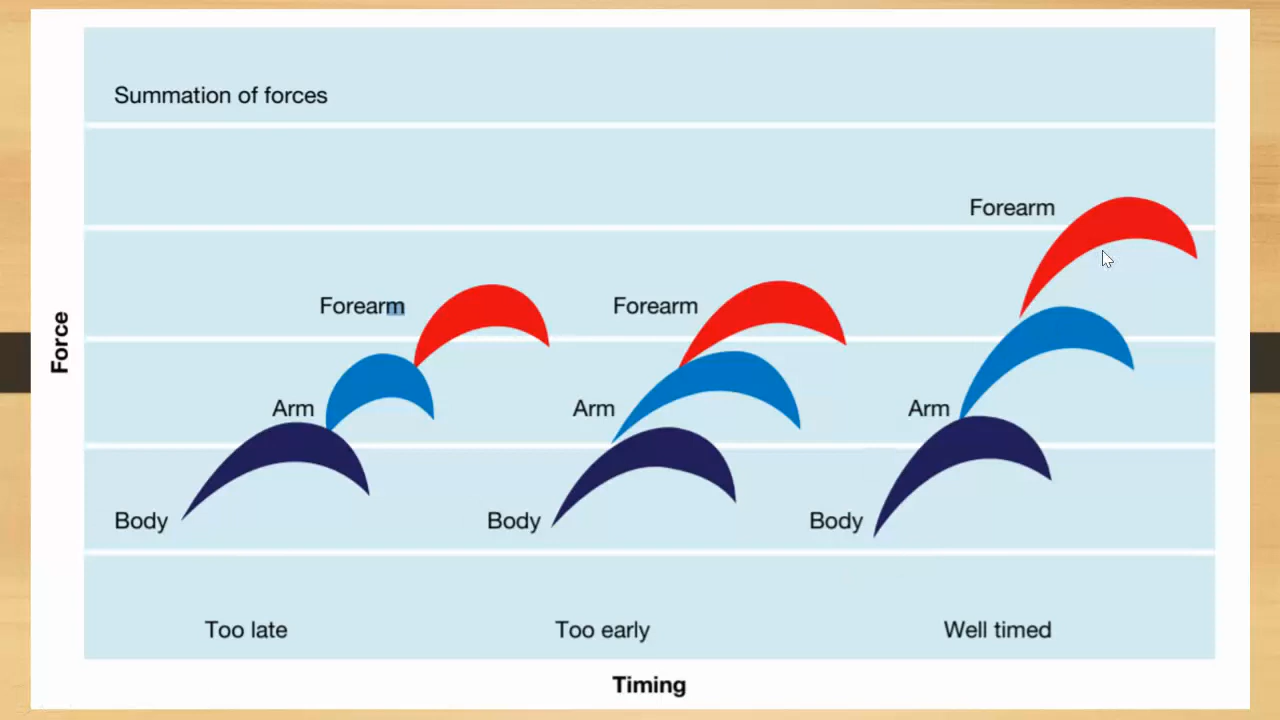 Summation of forces
Forearm
Forearm
Forearm
Arm
Arm
Arm
Body
Body
Body
Force
Too late
Too early
Well timed
Timing